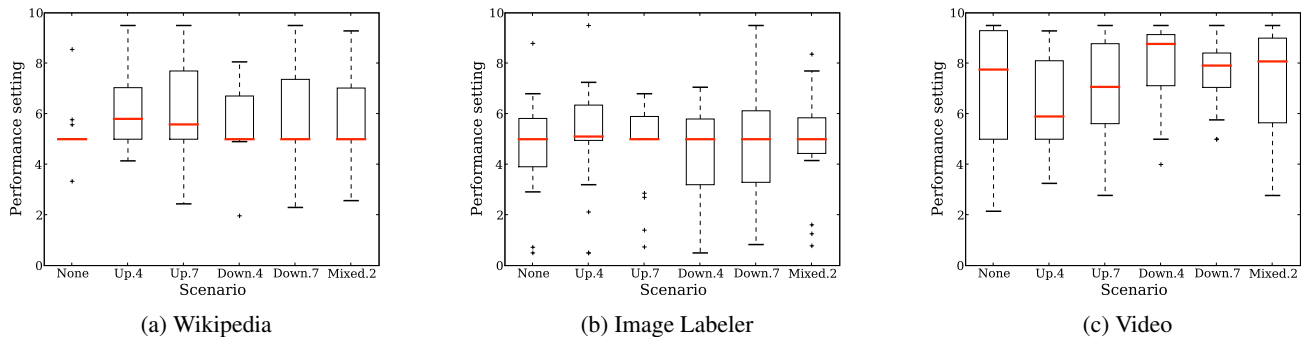 10
8
6
4
2
0
Performance setting
None Up.4 Up.7 Down.4 Down.7 Mixed.2
Scenario
(a) Wikipedia
10
8
6
4
2
0
Performance setting
None Up.4 Up.7 Down.4 Down.7 Mixed.2
Scenario
(b) Image Labeler
10
8
6
4
2
0
Performance setting
None Up.4 Up.7 Down.4 Down.7 Mixed.2
Scenario
(c) Video